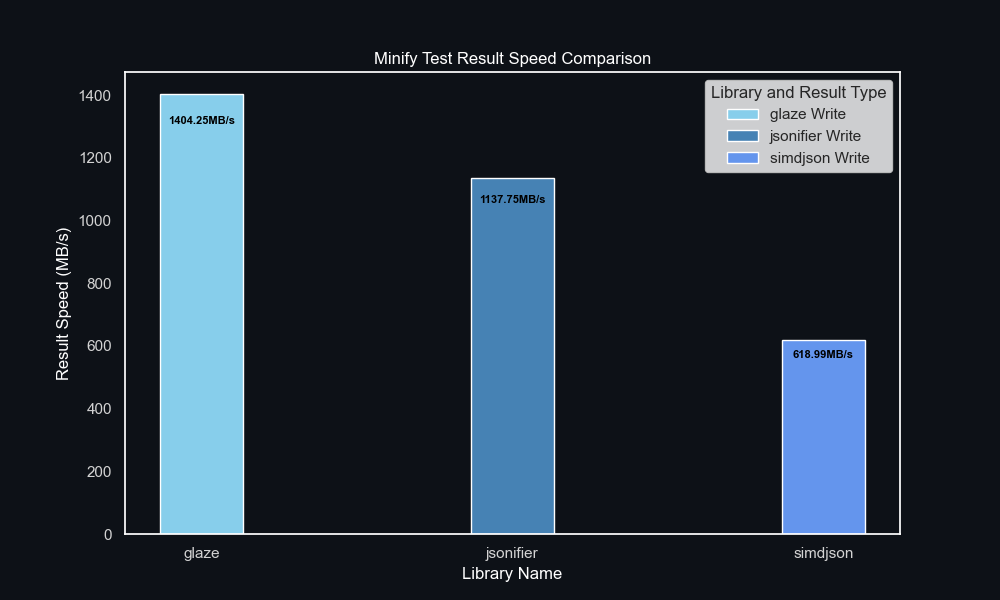 Minify Test Result Speed Comparison
Library and Result Type
glaze Write
jsonifier Write
simdjson Write
Result Speed (MB/s)
1400
1200
1000
800
600
400
200
0
1404.25MB/s
1137.75MB/s
618.99MB/s
glaze
jsonifier
simdjson
Library Name